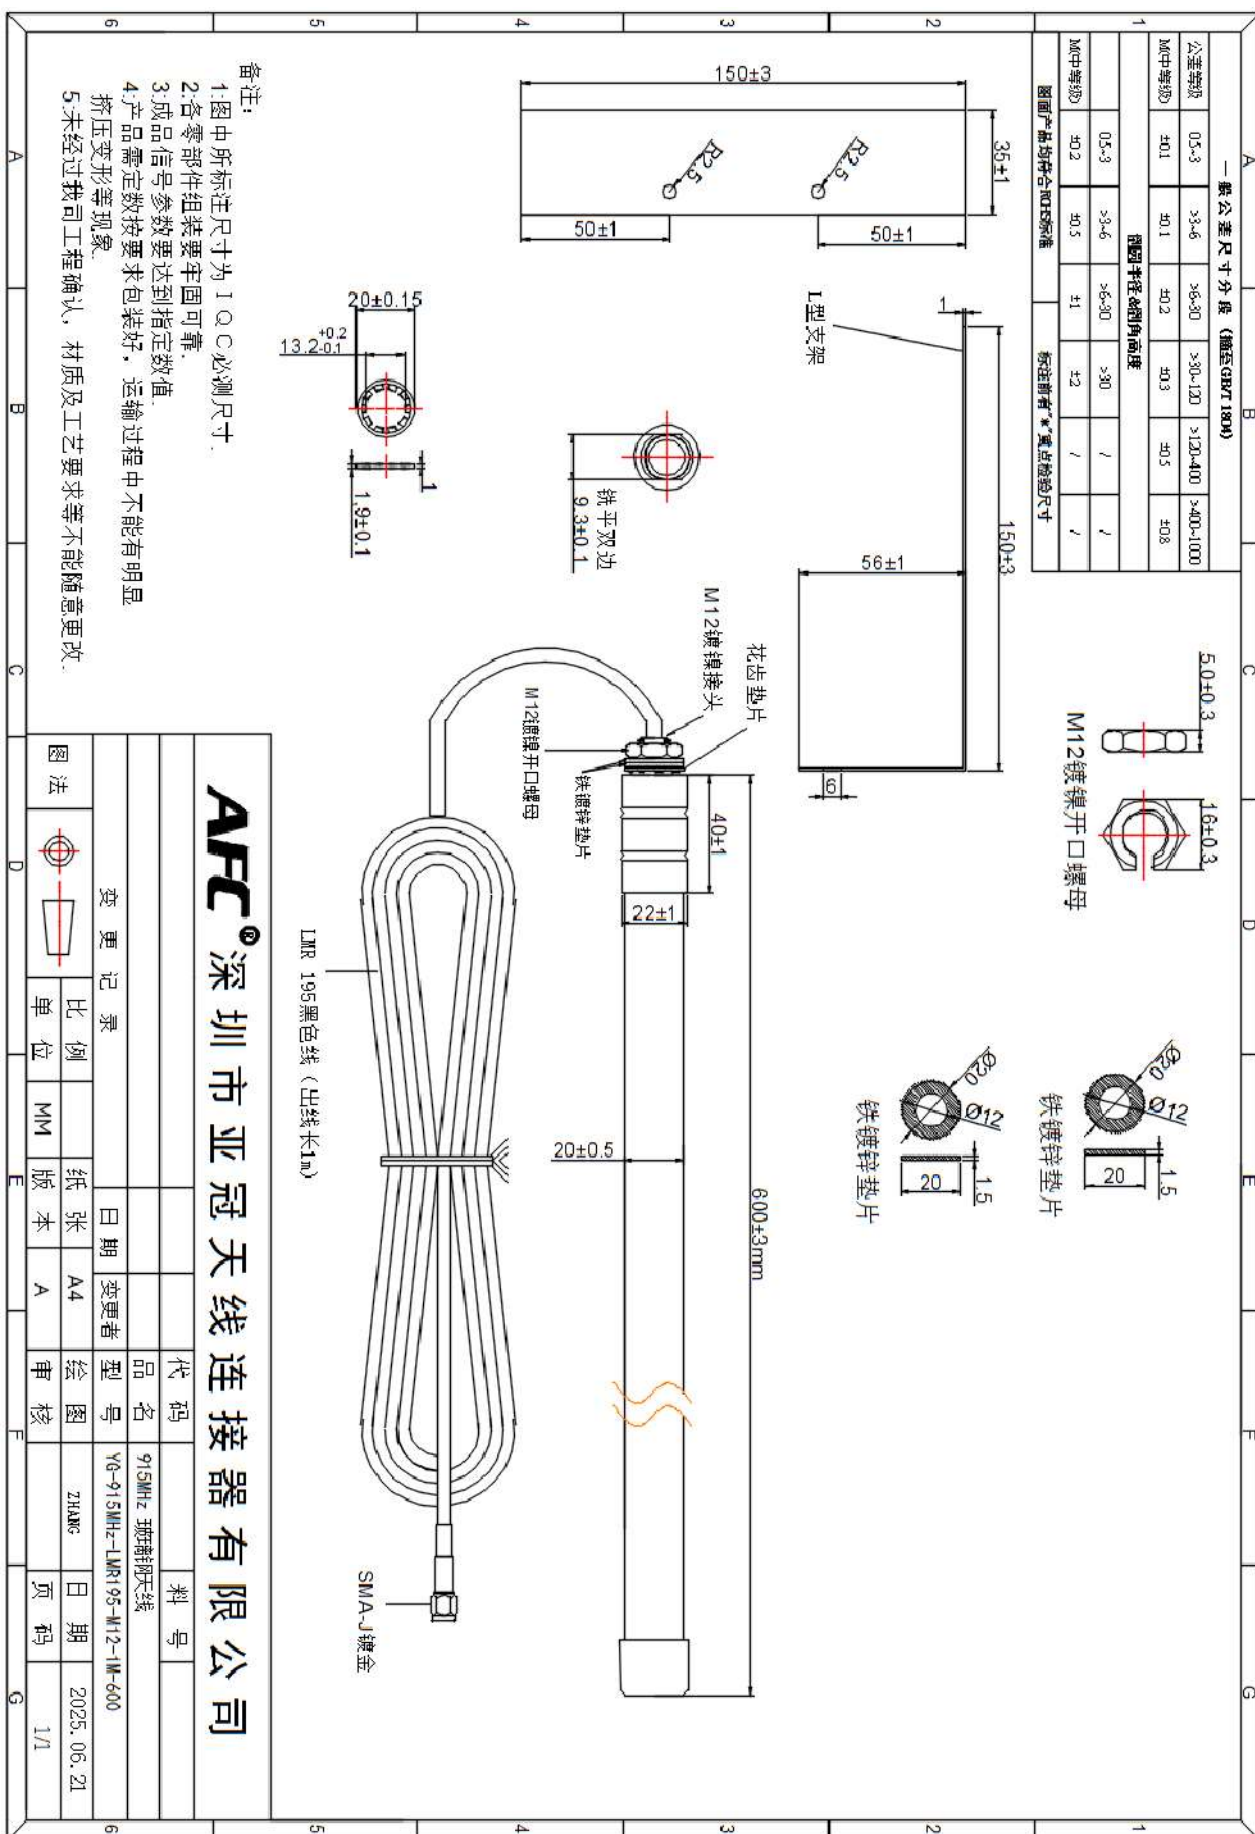 一般公差尺寸分段 (摘至GB/T 1804)
公差等级 0.5~3 >3~6 >6~30 >30~120 >120~400 >400~1000
M(中等级) ±0.1 ±0.1 ±0.2 ±0.3 ±0.5 ±0.8
倒圆半径&倒角高度
0.5~3 >3~6 >6~30 >30 / /
M(中等级) ±0.2 ±0.5 ±1 ±2 / /
图面产品均符合ROHS标准 标注前有"*"重点检验尺寸
5.0±0.3
16±0.3
M12镀镍开口螺母
Ø20
Ø12
1.5
20
铁镀锌垫片
Ø20
Ø12
1.5
20
铁镀锌垫片
150±3
35±1
R2.5
R2.5
50±1
50±1
1
L型支架
150±3
56±1
6
铣平双边
9.3±0.1
20±0.15
13.2+0.2-0.1
1
1.9±0.1
花齿垫片
M12镀镍接头
M12镀镍开口螺母
铁镀锌垫片
40±1
22±1
20±0.5
600±3mm
LMR 195黑色线 (出线长1m)
SMA-J镀金
备注:
1:图中所标注尺寸为IQC必测尺寸.
2:各零部件组装要牢固可靠.
3:成品信号参数要达到指定数值.
4:产品需定数按要求包装好，运输过程中不能有明显
挤压变形等现象.
5:未经过我司工程确认，材质及工艺要求等不能随意更改.
AFC® 深圳市亚冠天线连接器有限公司
代码 料号
品名 915MHz 玻璃钢天线
变更记录 日期 变更者 型号 YG-915MHz-LMR195-M12-1M-600
图法 比例 纸张 A4 绘图 ZHANG 日期 2025.06.21
单位 MM 版本 A 审核 页码 1/1
1 2 3 4 5 6
1 2 3 4 5 6
A B C D E F G
A B C D E F G